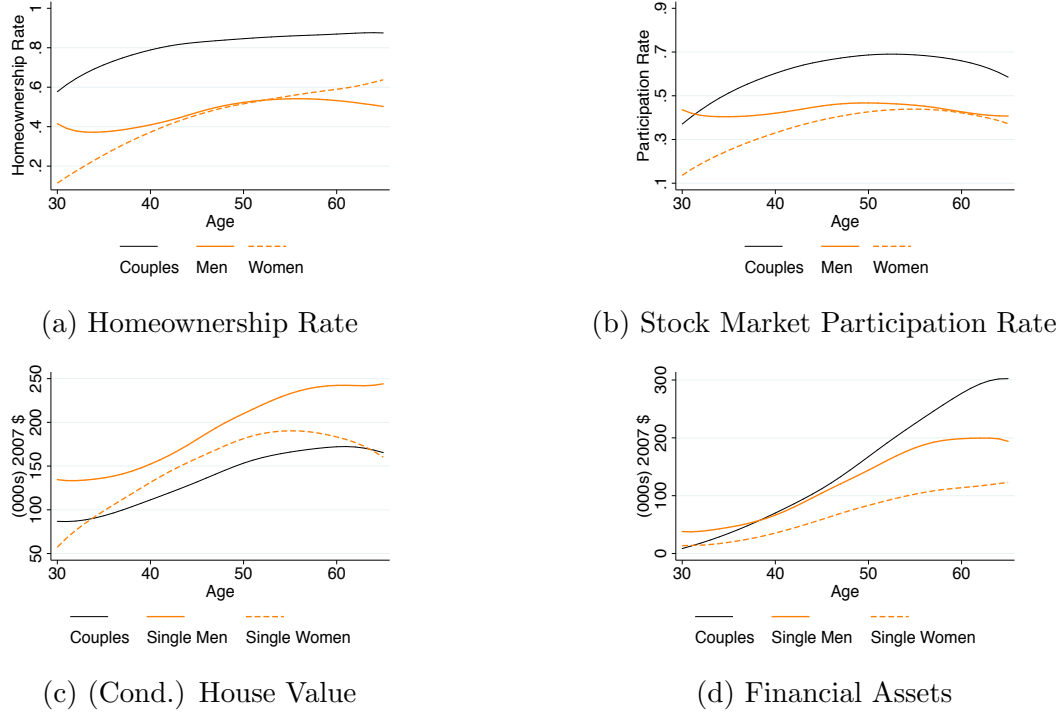 Homeownership Rate
1
.8
.6
.4
.2
30 40 50 60
Age
Couples Men Women
(a) Homeownership Rate
Participation Rate
.9
.7
.5
.3
.1
30 40 50 60
Age
Couples Men Women
(b) Stock Market Participation Rate
(000s) 2007 $
250
200
150
100
50
30 40 50 60
Age
Couples Single Men Single Women
(c) (Cond.) House Value
(000s) 2007 $
300
200
100
0
30 40 50 60
Age
Couples Single Men Single Women
(d) Financial Assets